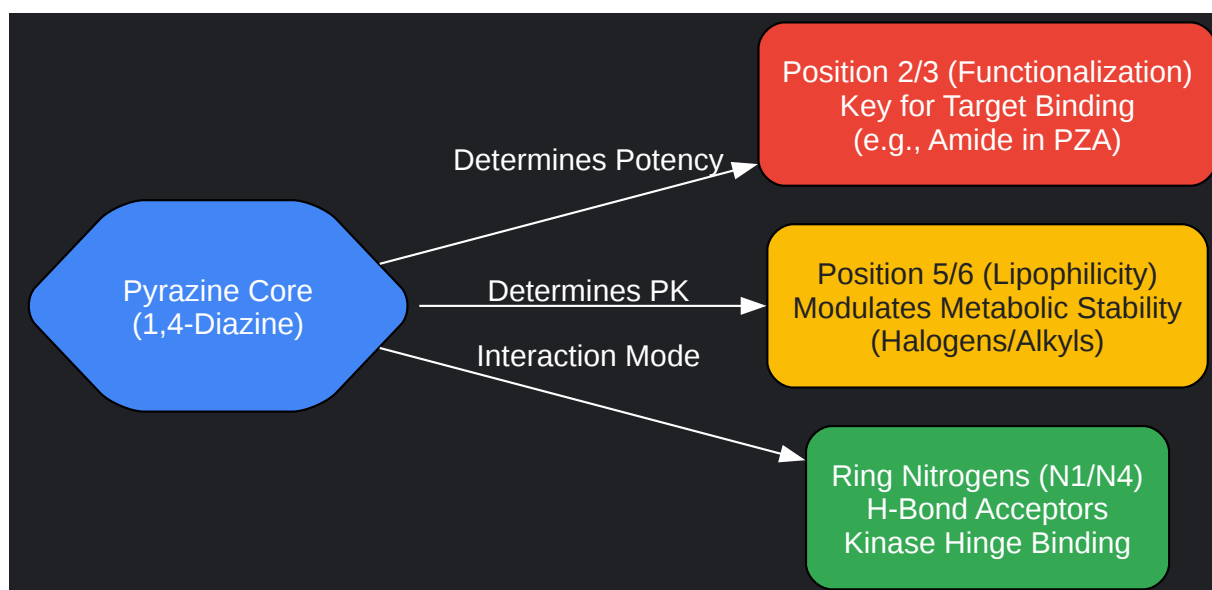 Pyrazine Core
(1,4-Diazine)
Determines Potency
Position 2/3 (Functionalization)
Key for Target Binding
(e.g., Amide in PZA)
Determines PK
Position 5/6 (Lipophilicity)
Modulates Metabolic Stability
(Halogens/Alkyls)
Interaction Mode
Ring Nitrogens (N1/N4)
H-Bond Acceptors
Kinase Hinge Binding